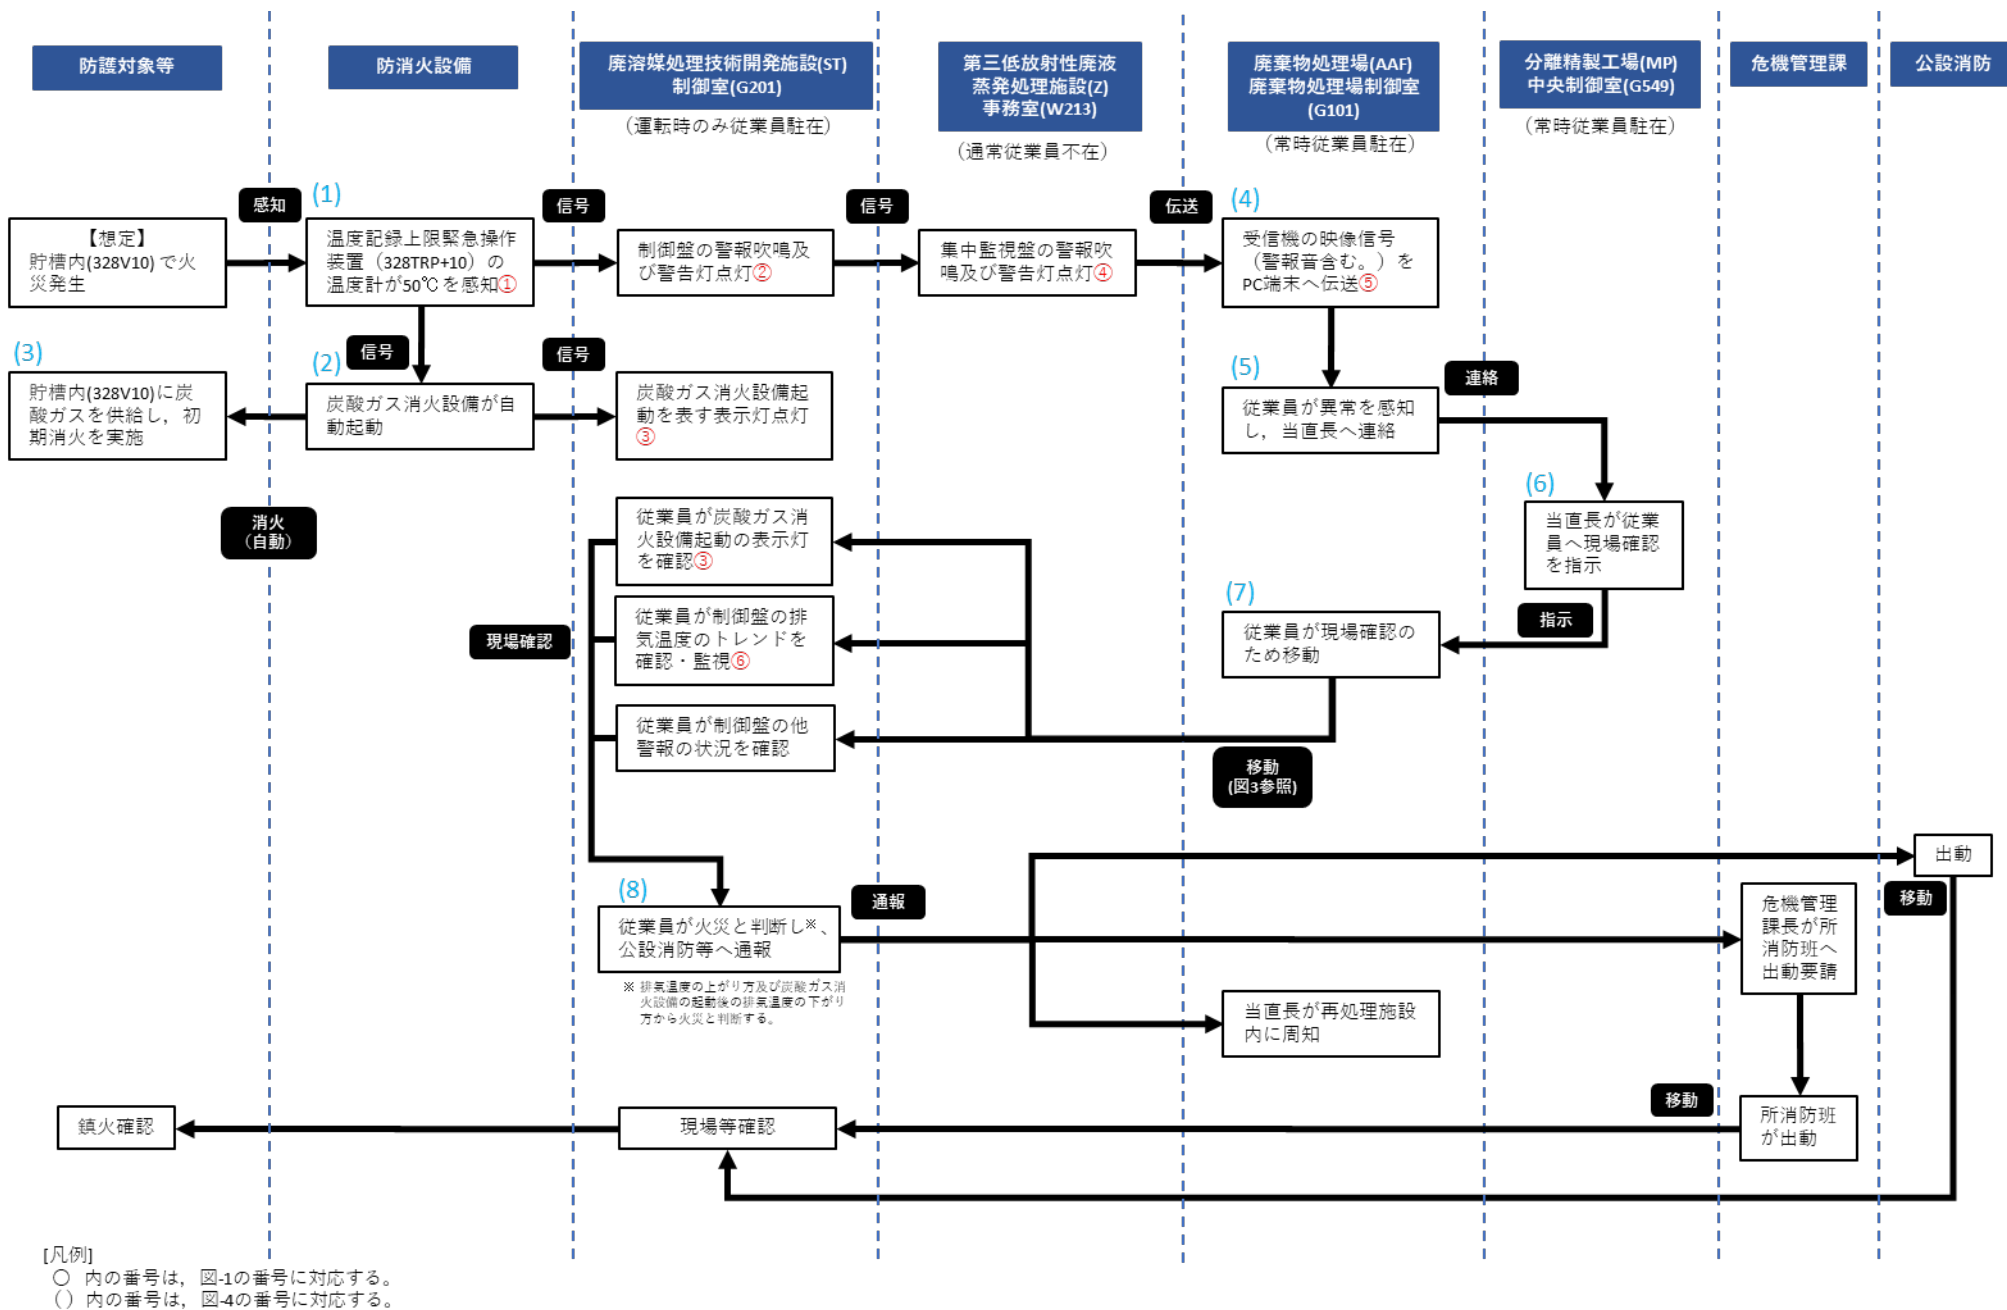 防護対象等
防消火設備
廃溶媒処理技術開発施設(ST)
制御室(G201)
(運転時のみ従業員駐在)
第三低放射性廃液
蒸発処理施設(Z)
事務室(W213)
(通常従業員不在)
廃棄物処理場(AAF)
廃棄物処理場制御室
(G101)
(常時従業員駐在)
分離精製工場(MP)
中央制御室(G549)
(常時従業員駐在)
危機管理課
公設消防
【想定】
貯槽内(328V10) で火
災発生
感知
(1)
温度記録上限緊急操作
装置（328TRP+10）の
温度計が50℃を感知①
信号
制御盤の警報吹鳴及
び警告灯点灯②
信号
集中監視盤の警報吹
鳴及び警告灯点灯④
伝送
(4)
受信機の映像信号
（警報音含む。）を
PC端末へ伝送⑤
(3)
貯槽内(328V10)に炭
酸ガスを供給し，初
期消火を実施
信号
(2)
炭酸ガス消火設備が自
動起動
信号
炭酸ガス消火設備起
動を表す表示灯点灯
③
(5)
従業員が異常を感知
し，当直長へ連絡
連絡
消火
（自動）
従業員が炭酸ガス消
火設備起動の表示灯
を確認③
(6)
当直長が従業
員へ現場確認
を指示
指示
現場確認
従業員が制御盤の排
気温度のトレンドを
確認・監視⑥
(7)
従業員が現場確認の
ため移動
従業員が制御盤の他
警報の状況を確認
移動
(図3参照)
出動
移動
(8)
従業員が火災と判断し※、
公設消防等へ通報
※ 排気温度の上がり方及び炭酸ガス消
火設備の起動後の排気温度の下がり
方から火災と判断する。
通報
危機管理
課長が所
消防班へ
出動要請
当直長が再処理施設
内に周知
鎮火確認
現場等確認
移動
所消防班
が出動
[凡例]
〇 内の番号は，図-1の番号に対応する。
( ) 内の番号は，図-4の番号に対応する。